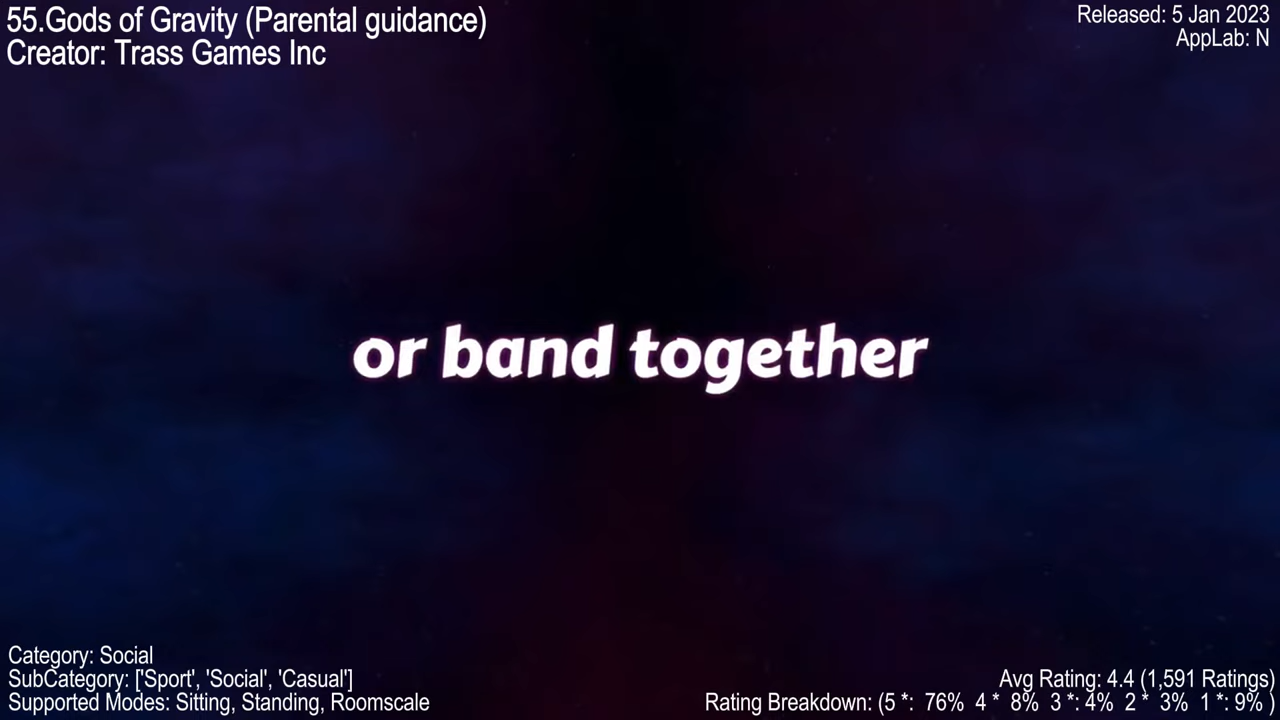 55.Gods of Gravity (Parental guidance)
Creator: Trass Games Inc
Released: 5 Jan 2023
AppLab: N
or band together
Category: Social
SubCategory: ['Sport', 'Social', 'Casual']
Supported Modes: Sitting, Standing, Roomscale
Avg Rating: 4.4 (1,591 Ratings)
Rating Breakdown: (5 *:  76%  4 *  8%  3 *: 4%  2 *  3%  1 *: 9% )